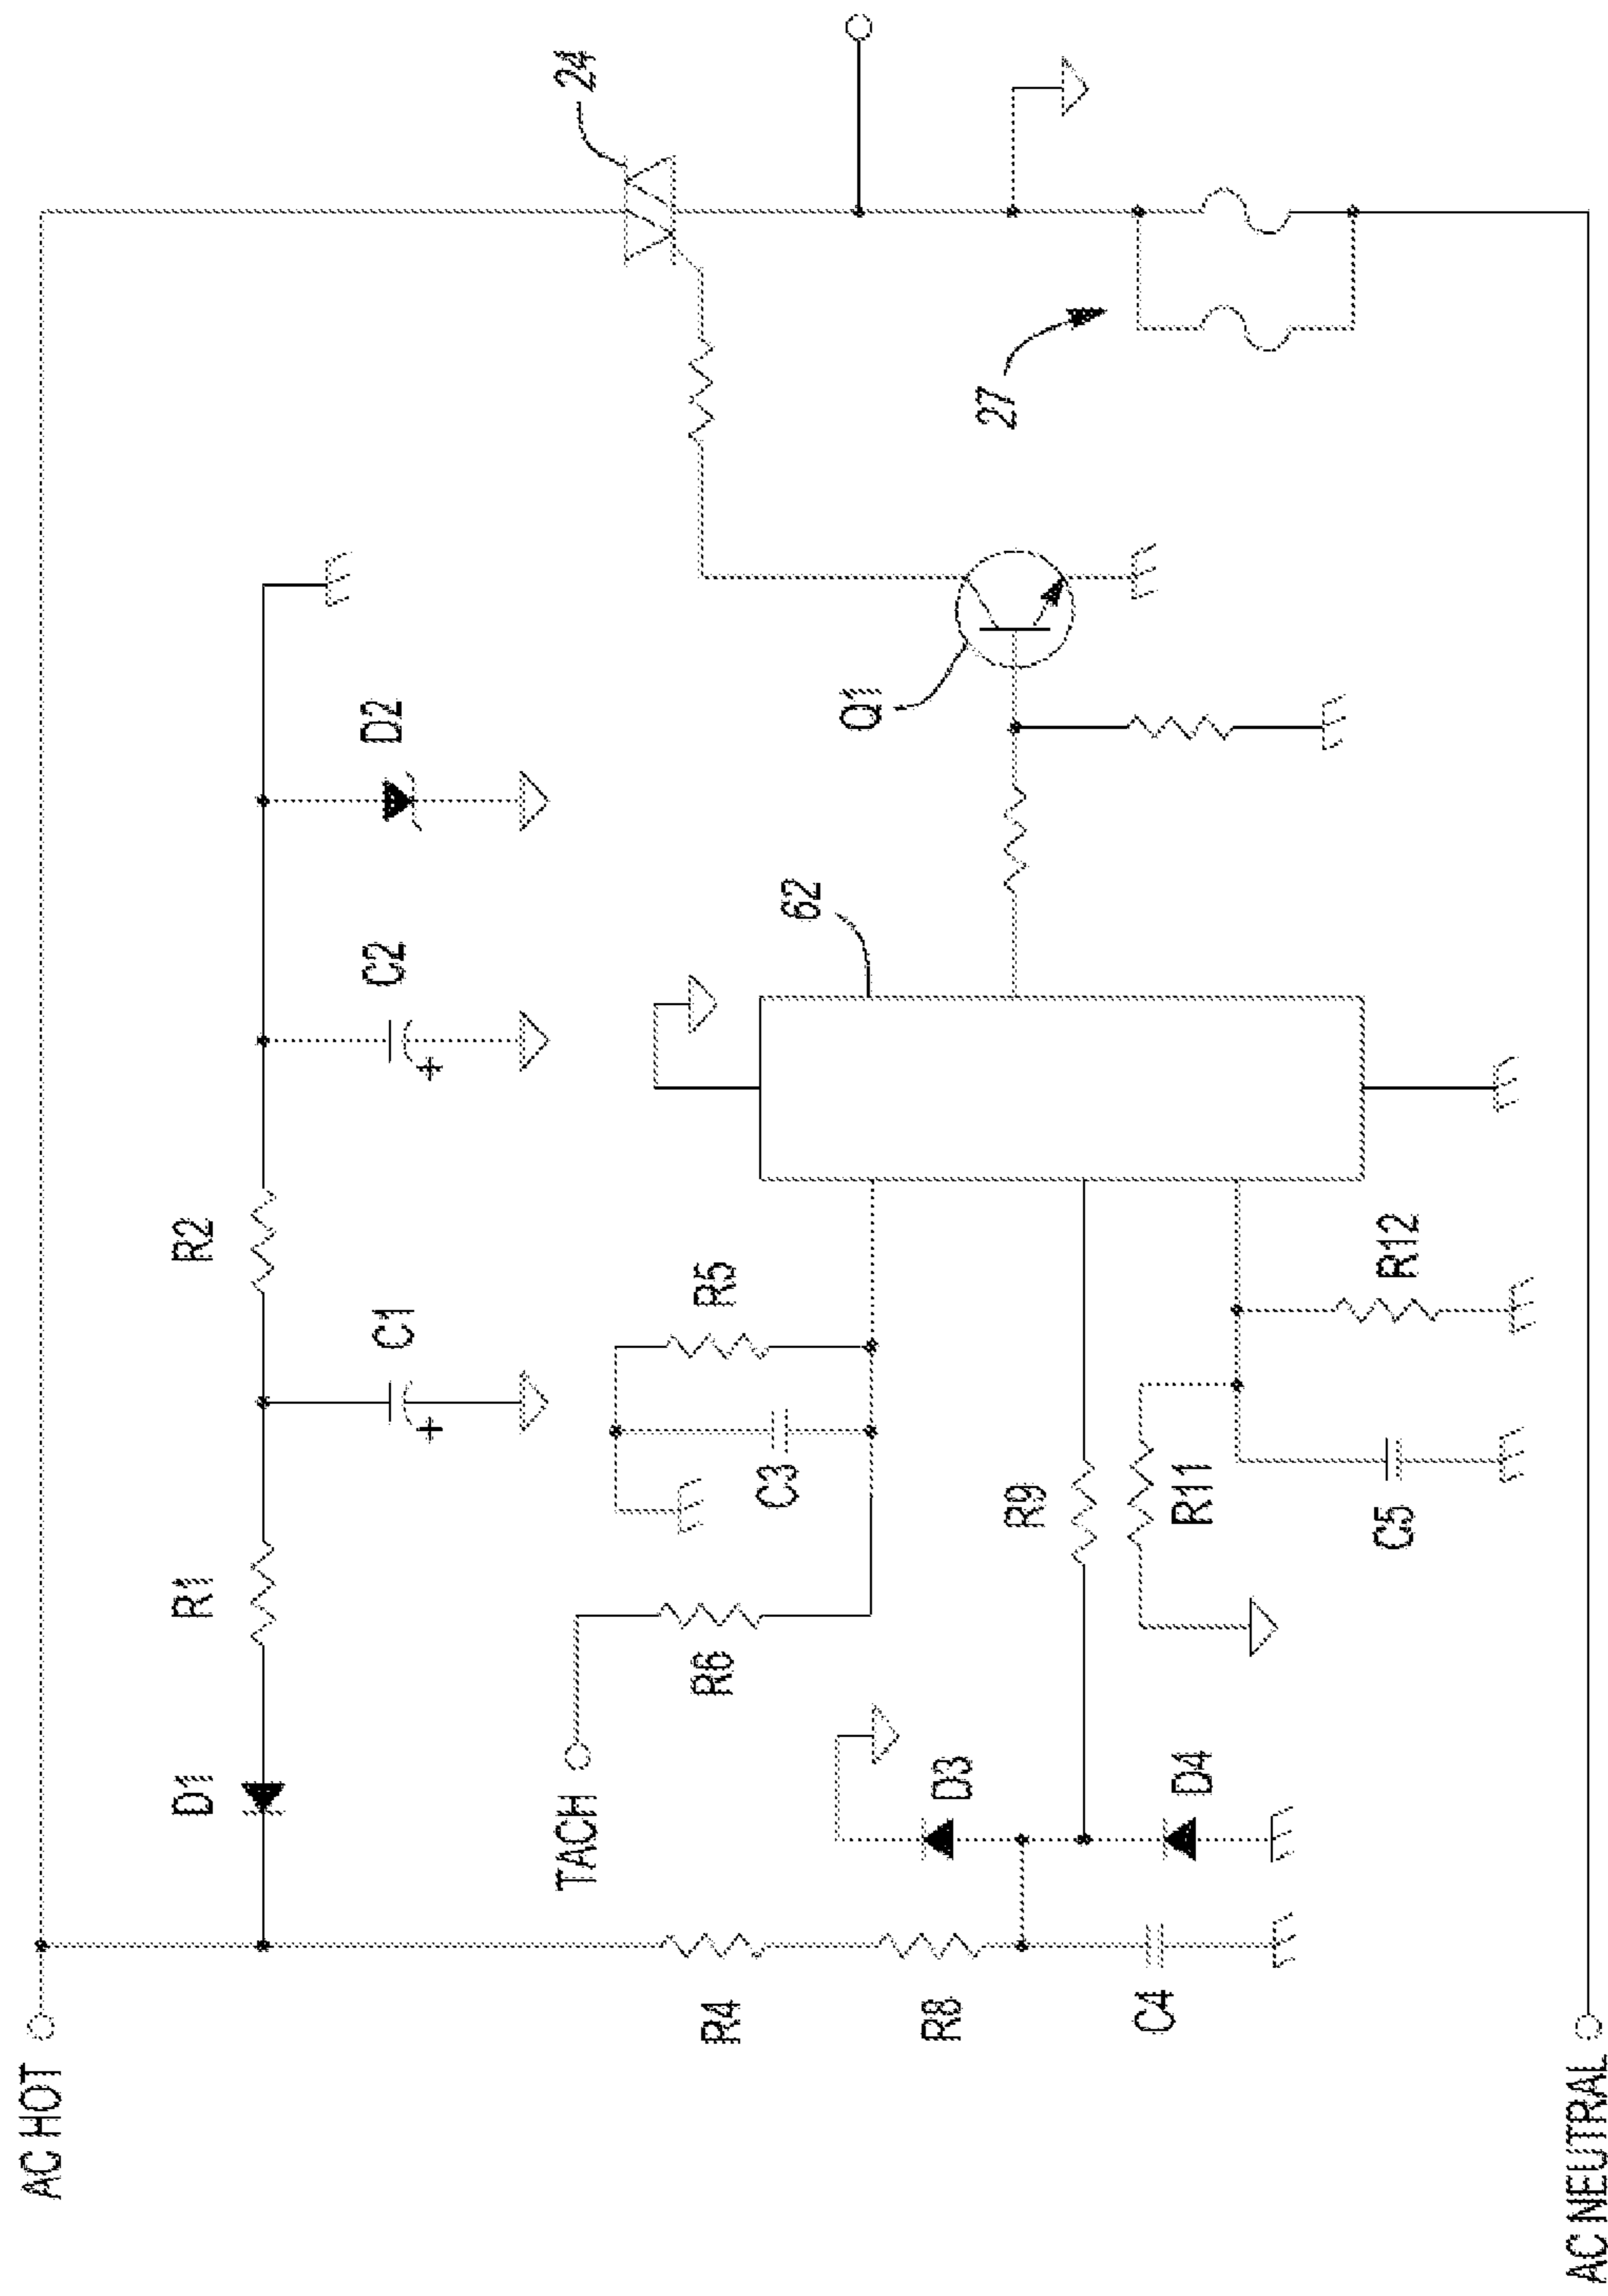 AC HOT
24
D1
R1
R2
C1
C2
D2
TACH
R6
C3
R5
62
Q1
27
R4
R8
C4
D3
D4
R9
R11
C5
R12
AC NEUTRAL